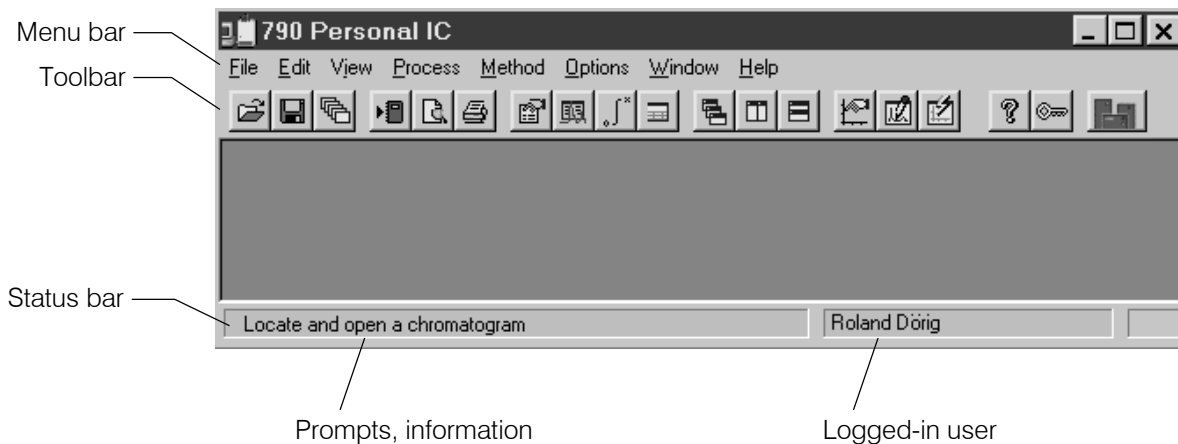 790 Personal IC
Menu bar
File Edit View Process Method Options Window Help
Toolbar
Status bar
Locate and open a chromatogram
Roland Dörig
Prompts, information
Logged-in user